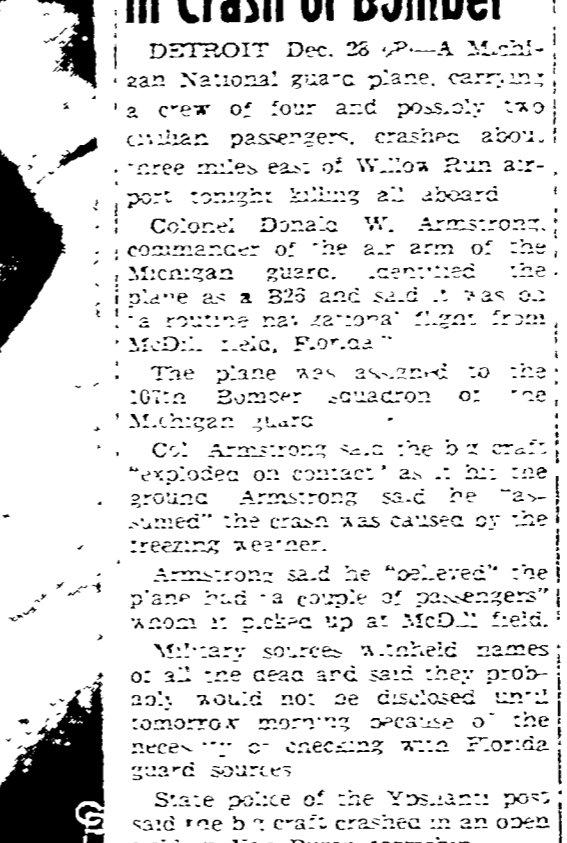 in Crash of Bomber
DETROIT Dec. 28 (P)—A Michi-
gan National guard plane, carrying
a crew of four and possibly two
civilian passengers, crashed about
three miles east of Willow Run air-
port tonight killing all aboard
Colonel Donald W. Armstrong,
commander of the air arm of the
Michigan guard, identified the
plane as a B26 and said it was on
"a routine navigational flight from
McDill field, Florida"
The plane was assigned to the
107th Bomber squadron of the
Michigan guard
Col Armstrong said the big craft
"exploded on contact" as it hit the
ground Armstrong said he "as-
sumed" the crash was caused by the
freezing weather.
Armstrong said he "believed" the
plane had "a couple of passengers"
whom it picked up at McDill field.
Military sources withheld names
of all the dead and said they prob-
ably would not be disclosed until
tomorrow morning because of the
necessity of checking with Florida
guard sources
State police of the Ypsilanti post
said the big craft crashed in an open